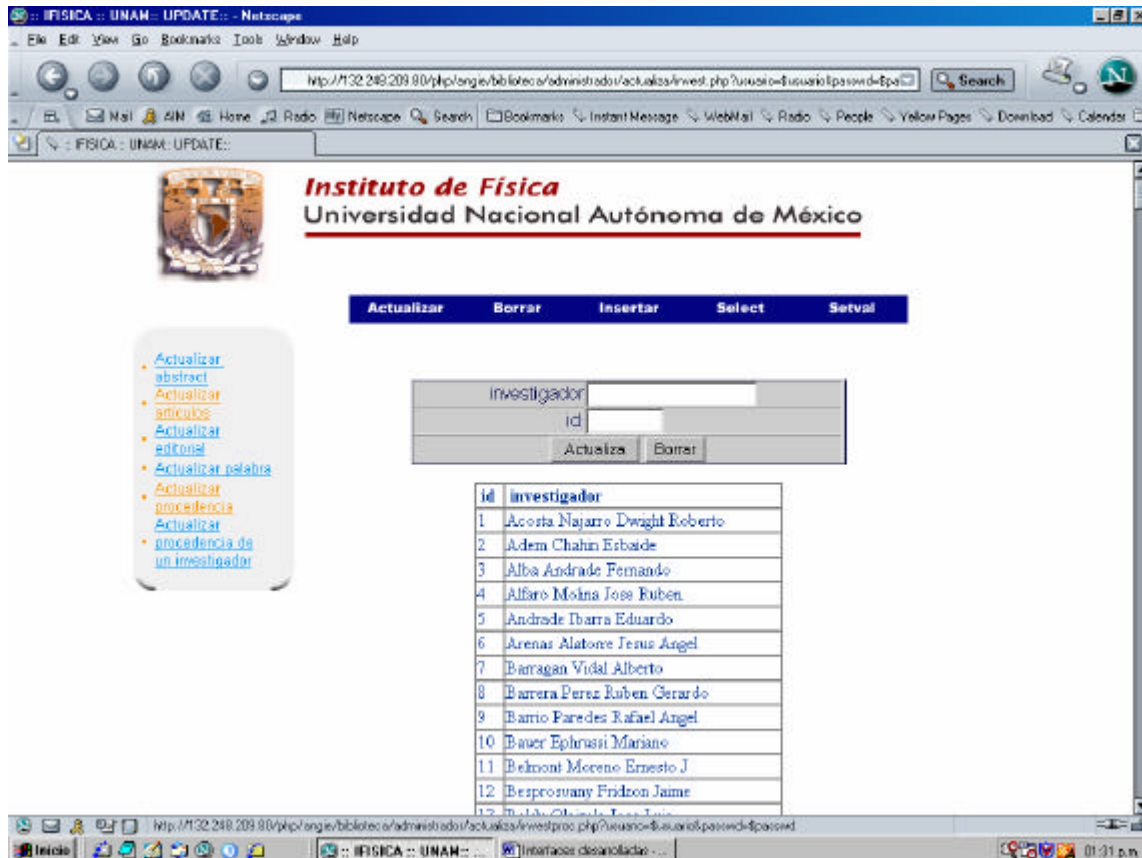 :: IFISICA :: UNAM:: UPDATE:: - Netscape
File Edit View Go Bookmarks Tools Window Help
http://132.248.209.80/php/angie/biblioteca/administrador/actualiza/invest.php?usuario=$usuario&passwd=$pa
Search
Mail AIM Home Radio Netscape Search Bookmarks Instant Message WebMail Radio People Yellow Pages Download Calendar
:: IFISICA :: UNAM:: UPDATE::
Instituto de Física
Universidad Nacional Autónoma de México
Actualizar Borrar Insertar Select Setval
Actualizar abstract
Actualizar articulos
Actualizar editorial
Actualizar palabra
Actualizar procedencia
Actualizar procedencia de un investigador
investigador
id
Actualiza Borrar
id investigador
1 Acosta Najarro Dwight Roberto
2 Adem Chahin Esbaide
3 Alba Andrade Fernando
4 Alfaro Molina Jose Ruben
5 Andrade Ibarra Eduardo
6 Arenas Alatorre Jesus Angel
7 Barragan Vidal Alberto
8 Barrera Perez Ruben Gerardo
9 Barrio Paredes Rafael Angel
10 Bauer Ephrussi Mariano
11 Belmont Moreno Ernesto J
12 Besprosvany Fridzon Jaime
http://132.248.209.80/php/angie/biblioteca/administrador/actualiza/investproc.php?usuario=$usuario&passwd=$passwd
Inicio
:: IFISICA :: UNAM:: ...
Interfaces desarrolladas - ...
01:31 p.m.